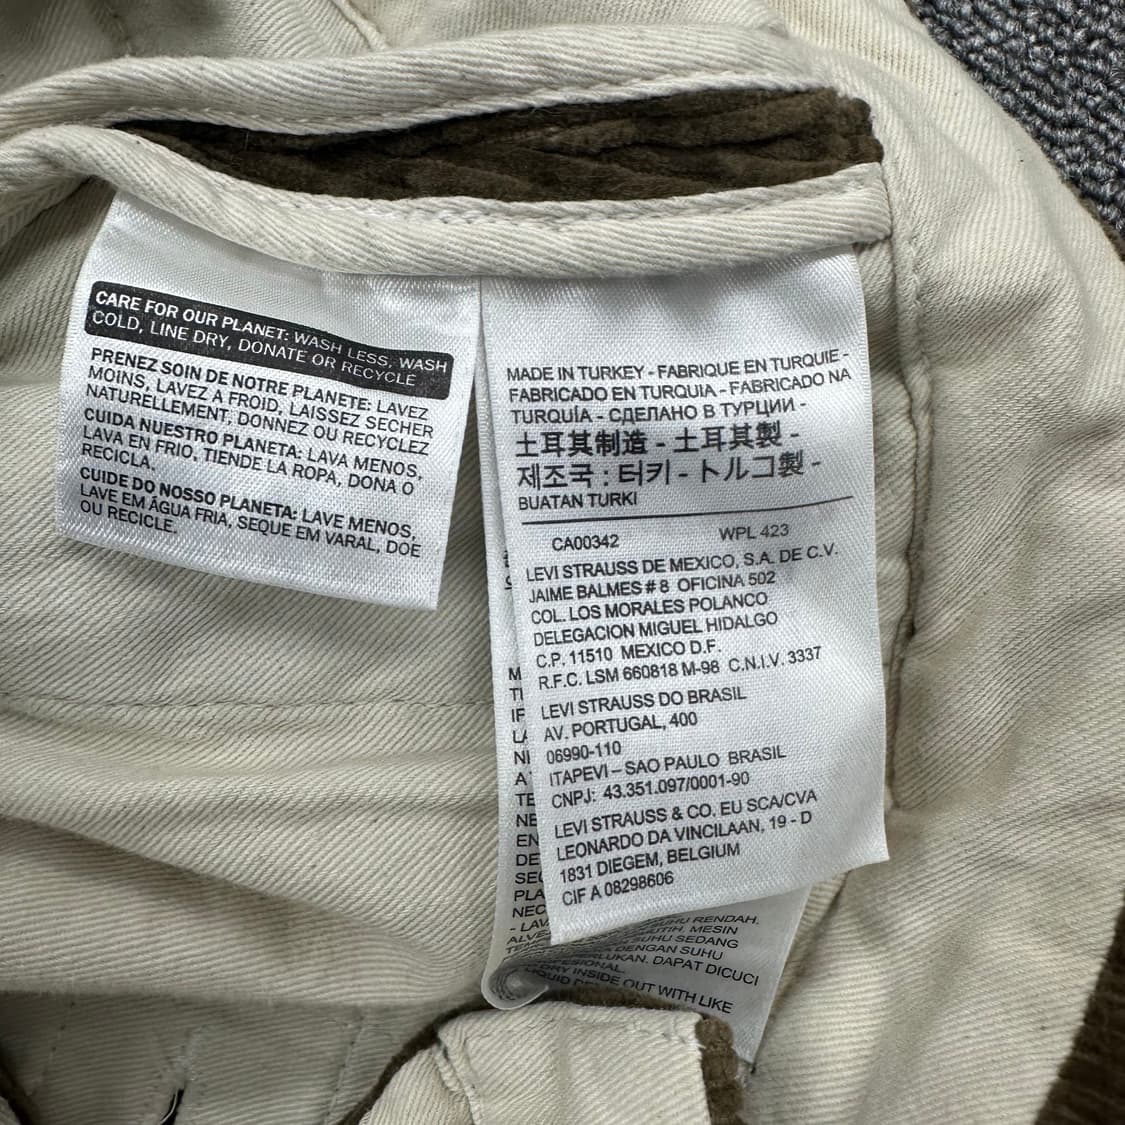 CARE FOR OUR PLANET: WASH LESS, WASH
COLD, LINE DRY, DONATE OR RECYCLE
PRENEZ SOIN DE NOTRE PLANETE: LAVEZ
MOINS, LAVEZ À FROID, LAISSEZ SECHER
NATURELLEMENT, DONNEZ OU RECYCLEZ
CUIDA NUESTRO PLANETA: LAVA MENOS,
LAVA EN FRIO, TIENDE LA ROPA, DONA O
RECICLA.
CUIDE DO NOSSO PLANETA: LAVE MENOS,
LAVE EM ÁGUA FRIA, SEQUE EM VARAL, DOE
OU RECICLE.
MADE IN TURKEY - FABRIQUE EN TURQUIE -
FABRICADO EN TURQUIA - FABRICADO NA
TURQUÍA - СДЕЛАНО В ТУРЦИИ -
土耳其制造 - 土耳其製 -
제조국 : 터키 - トルコ製 -
BUATAN TURKI
CA00342 WPL 423
LEVI STRAUSS DE MEXICO, S.A. DE C.V.
JAIME BALMES # 8 OFICINA 502
COL. LOS MORALES POLANCO
DELEGACION MIGUEL HIDALGO
C.P. 11510 MEXICO D.F.
R.F.C. LSM 660818 M-98 C.N.I.V. 3337
LEVI STRAUSS DO BRASIL
AV. PORTUGAL, 400
06990-110
ITAPEVI – SAO PAULO BRASIL
CNPJ: 43.351.097/0001-90
LEVI STRAUSS & CO. EU SCA/CVA
LEONARDO DA VINCILAAN, 19 - D
1831 DIEGEM, BELGIUM
CIF A 08298606
RENDAH.
MESIN
SUHU SEDANG
DENGAN SUHU
DAPAT DICUCI
DRY INSIDE OUT WITH LIKE